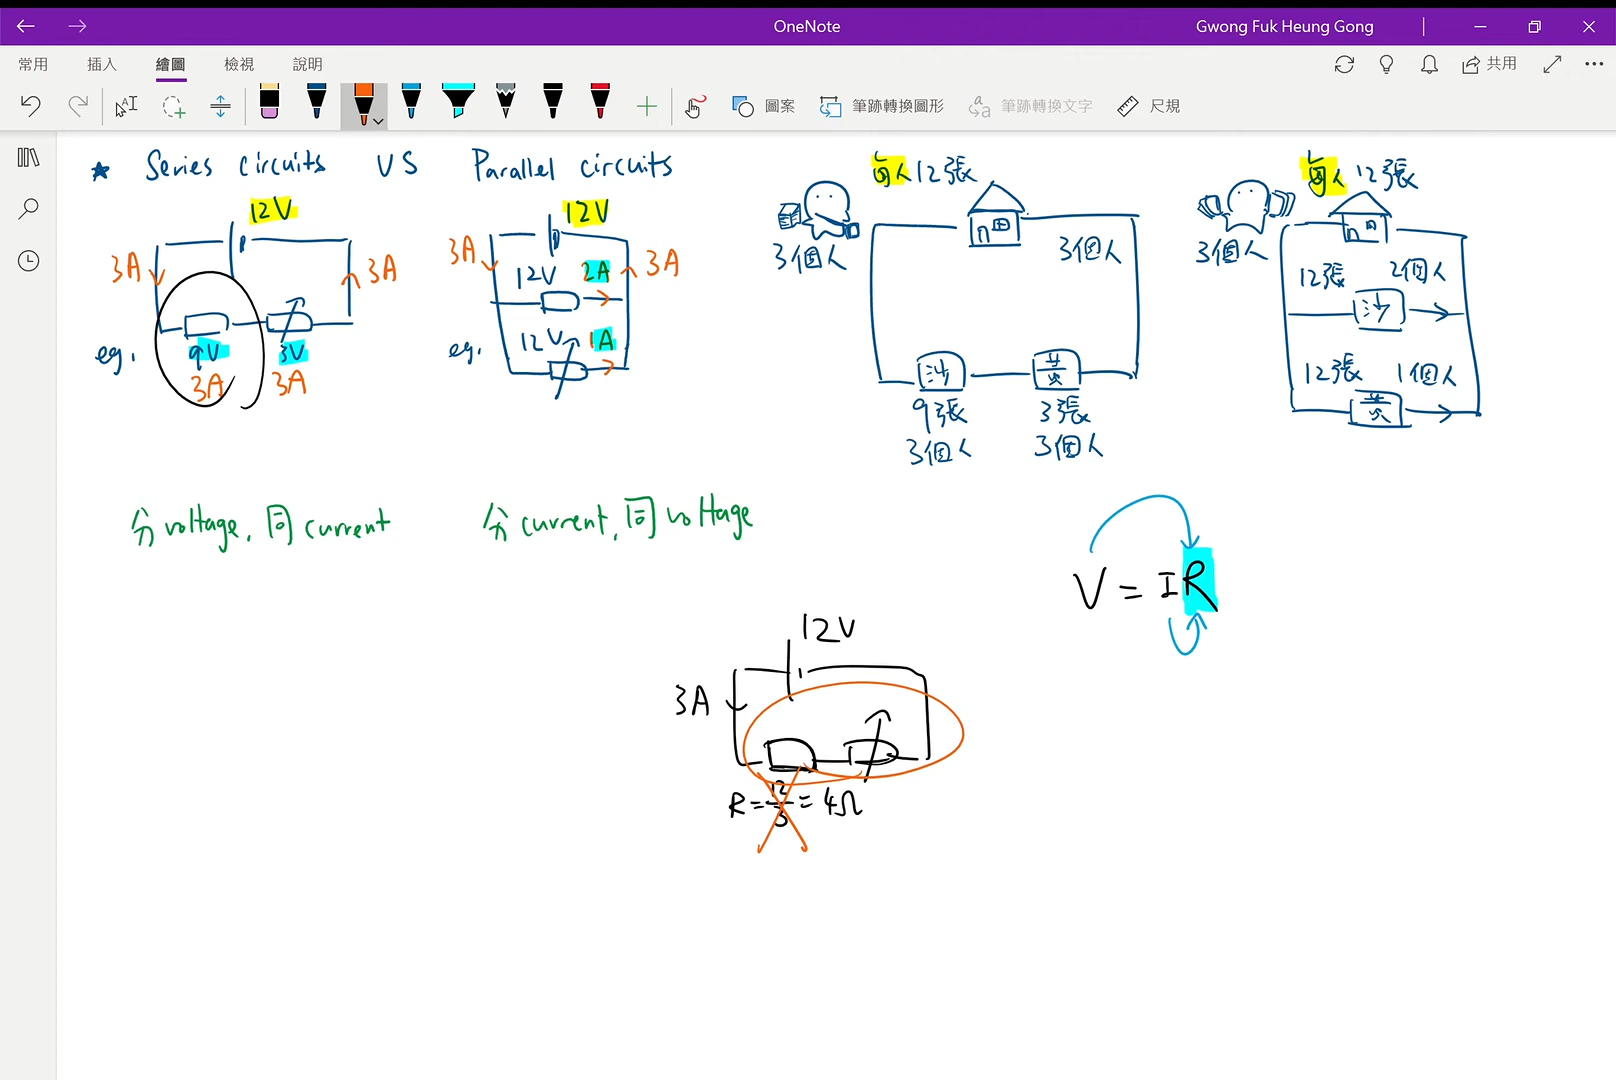 OneNote
Gwong Fuk Heung Gong
常用 插入 繪圖 檢視 說明
共用
圖案 筆跡轉換圖形 筆跡轉換文字 尺規
★ Series circuits VS Parallel circuits
12V
3A
3A
eg.
9V 3V
3A 3A
12V
3A
3A
12V 2A
eg.
12V 1A
每人12張
3個人
3個人
沙
9張 3張
3個人 3個人
每人 12張
3個人
12張 2個人
沙
12張 1個人
分 voltage, 同 current
分 current, 同 voltage
V = IR
12V
3A
R = 12/3 = 4Ω